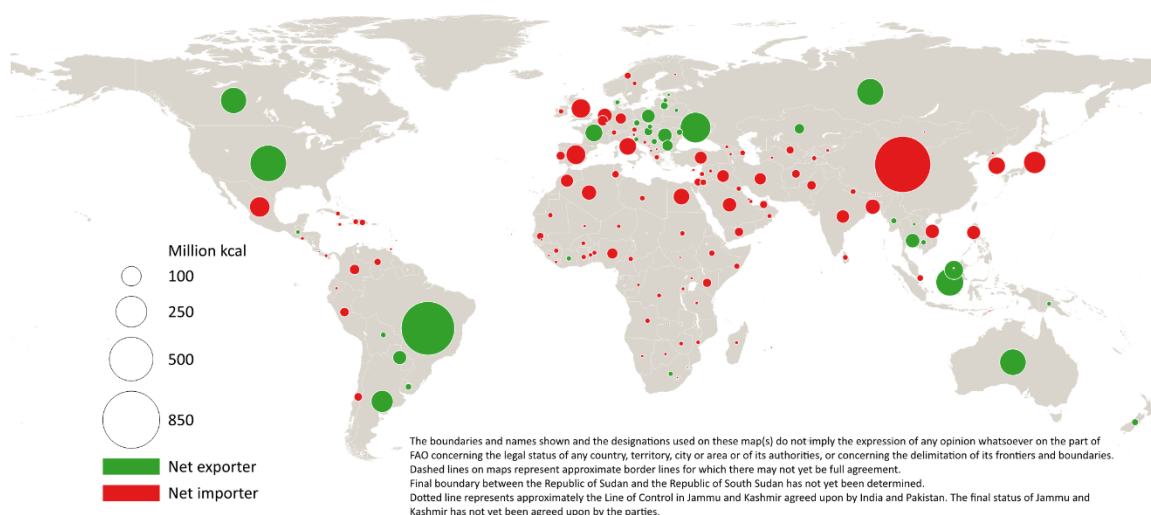 Million kcal
100
250
500
850
Net exporter
Net importer
The boundaries and names shown and the designations used on these map(s) do not imply the expression of any opinion whatsoever on the part of
FAO concerning the legal status of any country, territory, city or area or of its authorities, or concerning the delimitation of its frontiers and boundaries.
Dashed lines on maps represent approximate border lines for which there may not yet be full agreement.
Final boundary between the Republic of Sudan and the Republic of South Sudan has not yet been determined.
Dotted line represents approximately the Line of Control in Jammu and Kashmir agreed upon by India and Pakistan. The final status of Jammu and
Kashmir has not yet been agreed upon by the parties.